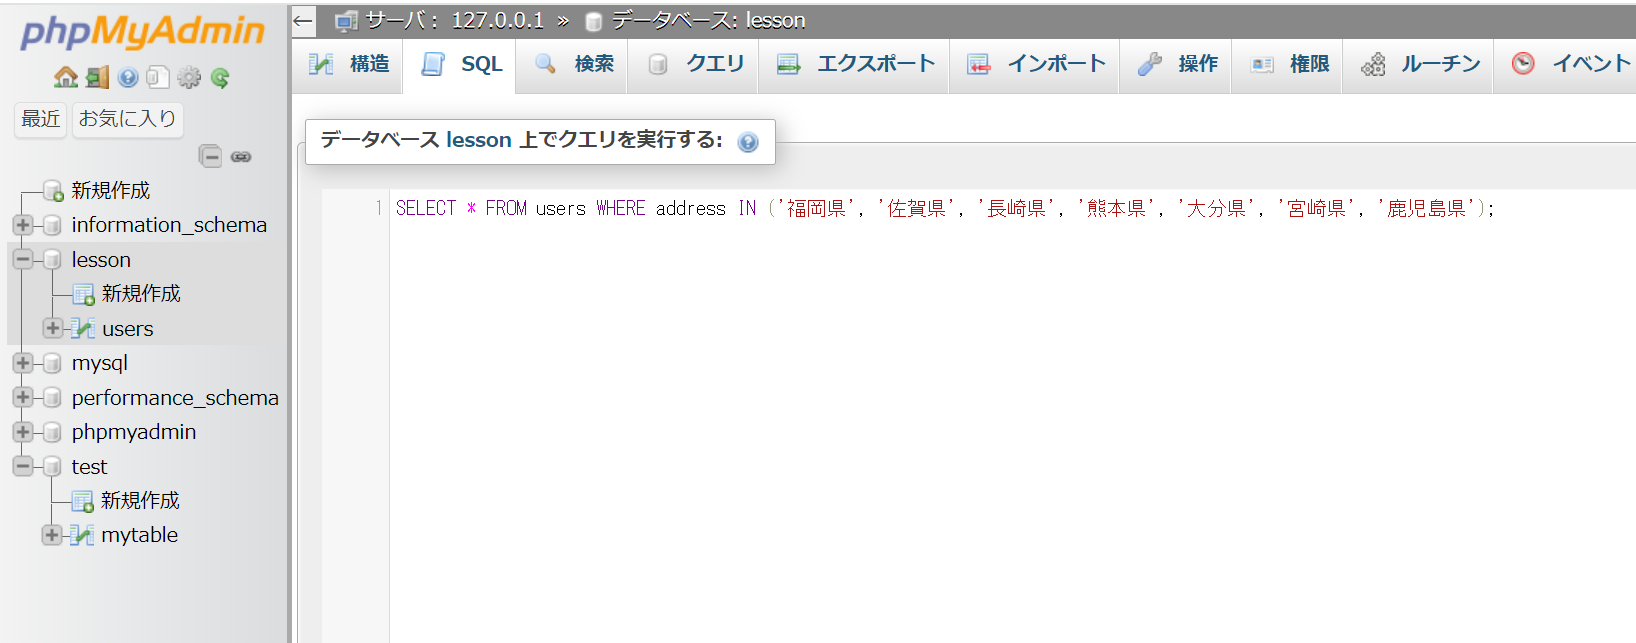 phpMyAdmin
最近 お気に入り
新規作成
information_schema
lesson
新規作成
users
mysql
performance_schema
phpmyadmin
test
新規作成
mytable
← サーバ： 127.0.0.1 » データベース: lesson
構造 SQL 検索 クエリ エクスポート インポート 操作 権限 ルーチン イベント
データベース lesson 上でクエリを実行する:
1 SELECT * FROM users WHERE address IN ('福岡県', '佐賀県', '長崎県', '熊本県', '大分県', '宮崎県', '鹿児島県');